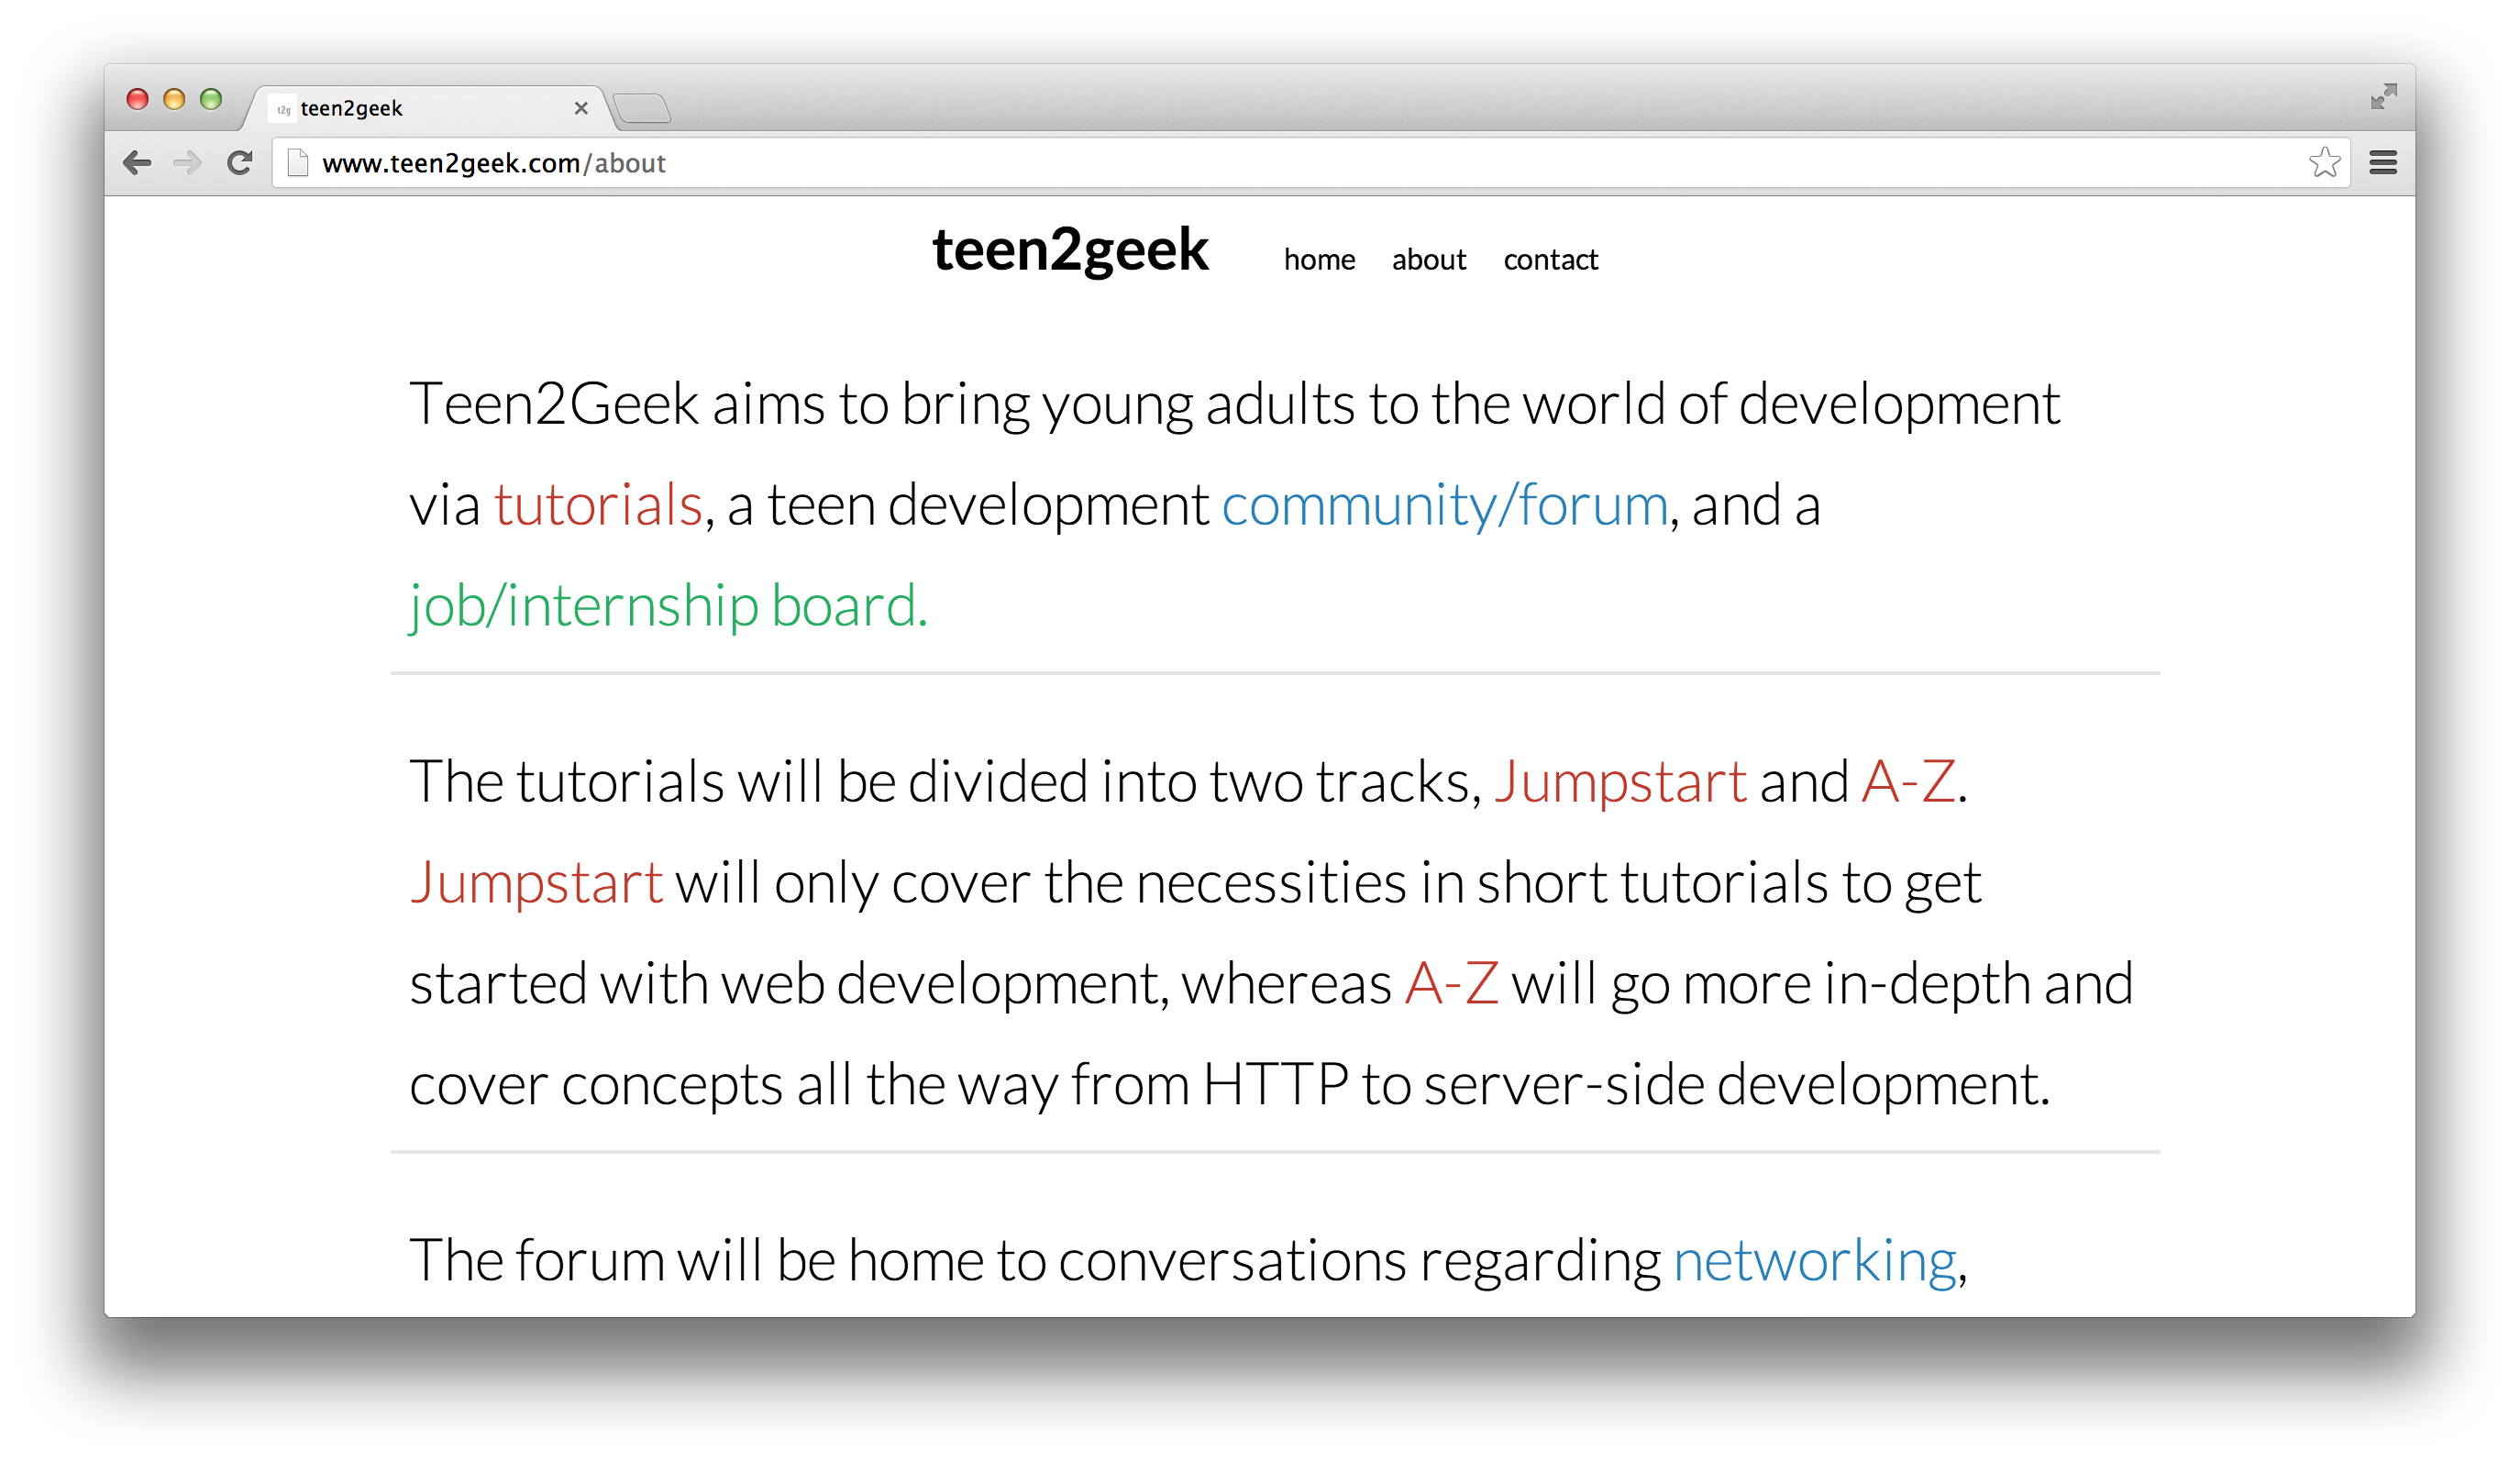 t2g teen2geek
www.teen2geek.com/about
teen2geek home about contact
Teen2Geek aims to bring young adults to the world of development
via tutorials, a teen development community/forum, and a
job/internship board.
The tutorials will be divided into two tracks, Jumpstart and A-Z.
Jumpstart will only cover the necessities in short tutorials to get
started with web development, whereas A-Z will go more in-depth and
cover concepts all the way from HTTP to server-side development.
The forum will be home to conversations regarding networking,